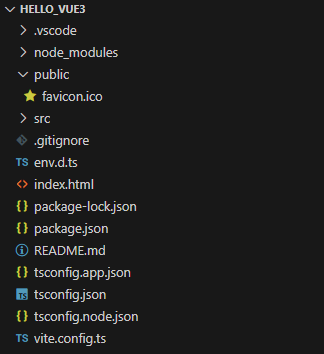 HELLO_VUE3
.vscode
node_modules
public
favicon.ico
src
.gitignore
TS env.d.ts
<> index.html
{} package-lock.json
{} package.json
README.md
{} tsconfig.app.json
TS tsconfig.json
{} tsconfig.node.json
TS vite.config.ts